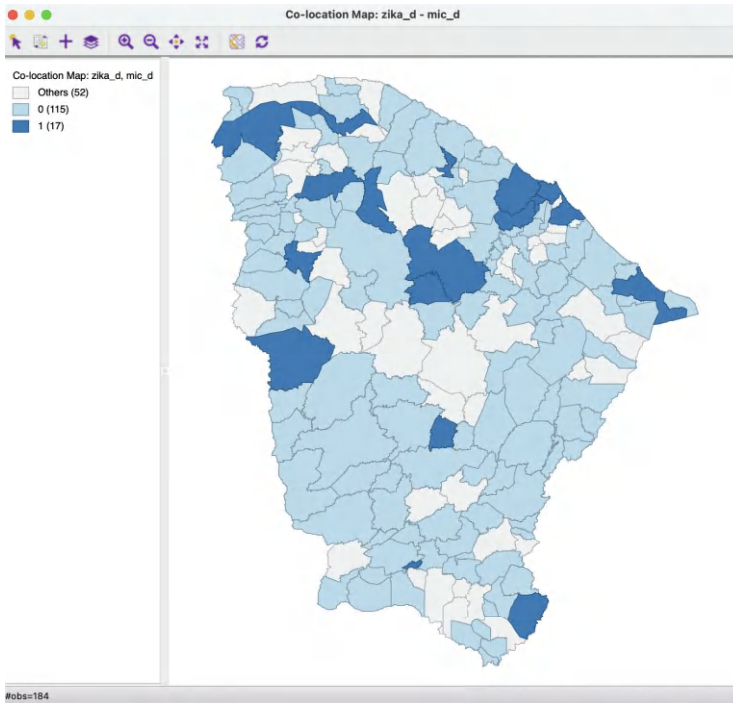 Co-location Map: zika_d - mic_d
Co-location Map: zika_d, mic_d
Others (52)
0 (115)
1 (17)
#obs=184